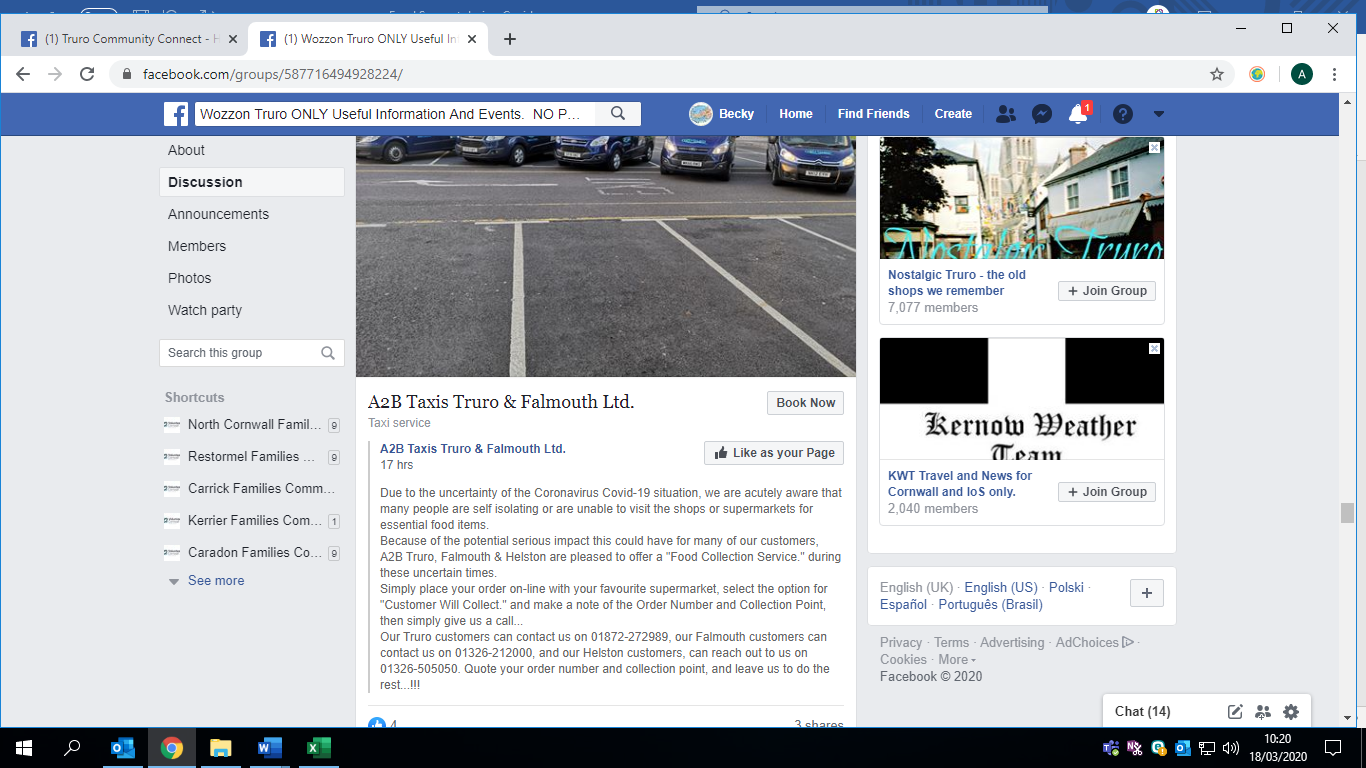 (1) Truro Community Connect - H
(1) Wozzon Truro ONLY Useful In
facebook.com/groups/587716494928224/
A
Wozzon Truro ONLY Useful Information And Events. NO P...
Becky
Home
Find Friends
Create
1
About
Discussion
Announcements
Members
Photos
Watch party
Search this group
Shortcuts
North Cornwall Famil... 9
Restormel Families ... 9
Carrick Families Comm...
Kerrier Families Com... 1
Caradon Families Co... 9
See more
A2B Taxis Truro & Falmouth Ltd.
Taxi service
Book Now
A2B Taxis Truro & Falmouth Ltd.
17 hrs
Like as your Page
Due to the uncertainty of the Coronavirus Covid-19 situation, we are acutely aware that
many people are self isolating or are unable to visit the shops or supermarkets for
essential food items.
Because of the potential serious impact this could have for many of our customers,
A2B Truro, Falmouth & Helston are pleased to offer a "Food Collection Service." during
these uncertain times.
Simply place your order on-line with your favourite supermarket, select the option for
"Customer Will Collect." and make a note of the Order Number and Collection Point,
then simply give us a call...
Our Truro customers can contact us on 01872-272989, our Falmouth customers can
contact us on 01326-212000, and our Helston customers, can reach out to us on
01326-505050. Quote your order number and collection point, and leave us to do the
rest...!!!
4
3 shares
Nostalgic Truro
Nostalgic Truro - the old
shops we remember
7,077 members
+ Join Group
Kernow Weather
Team
KWT Travel and News for
Cornwall and IoS only.
2,040 members
+ Join Group
English (UK) · English (US) · Polski ·
Español · Português (Brasil)
Privacy · Terms · Advertising · AdChoices ·
Cookies · More
Facebook © 2020
Chat (14)
10:20
18/03/2020